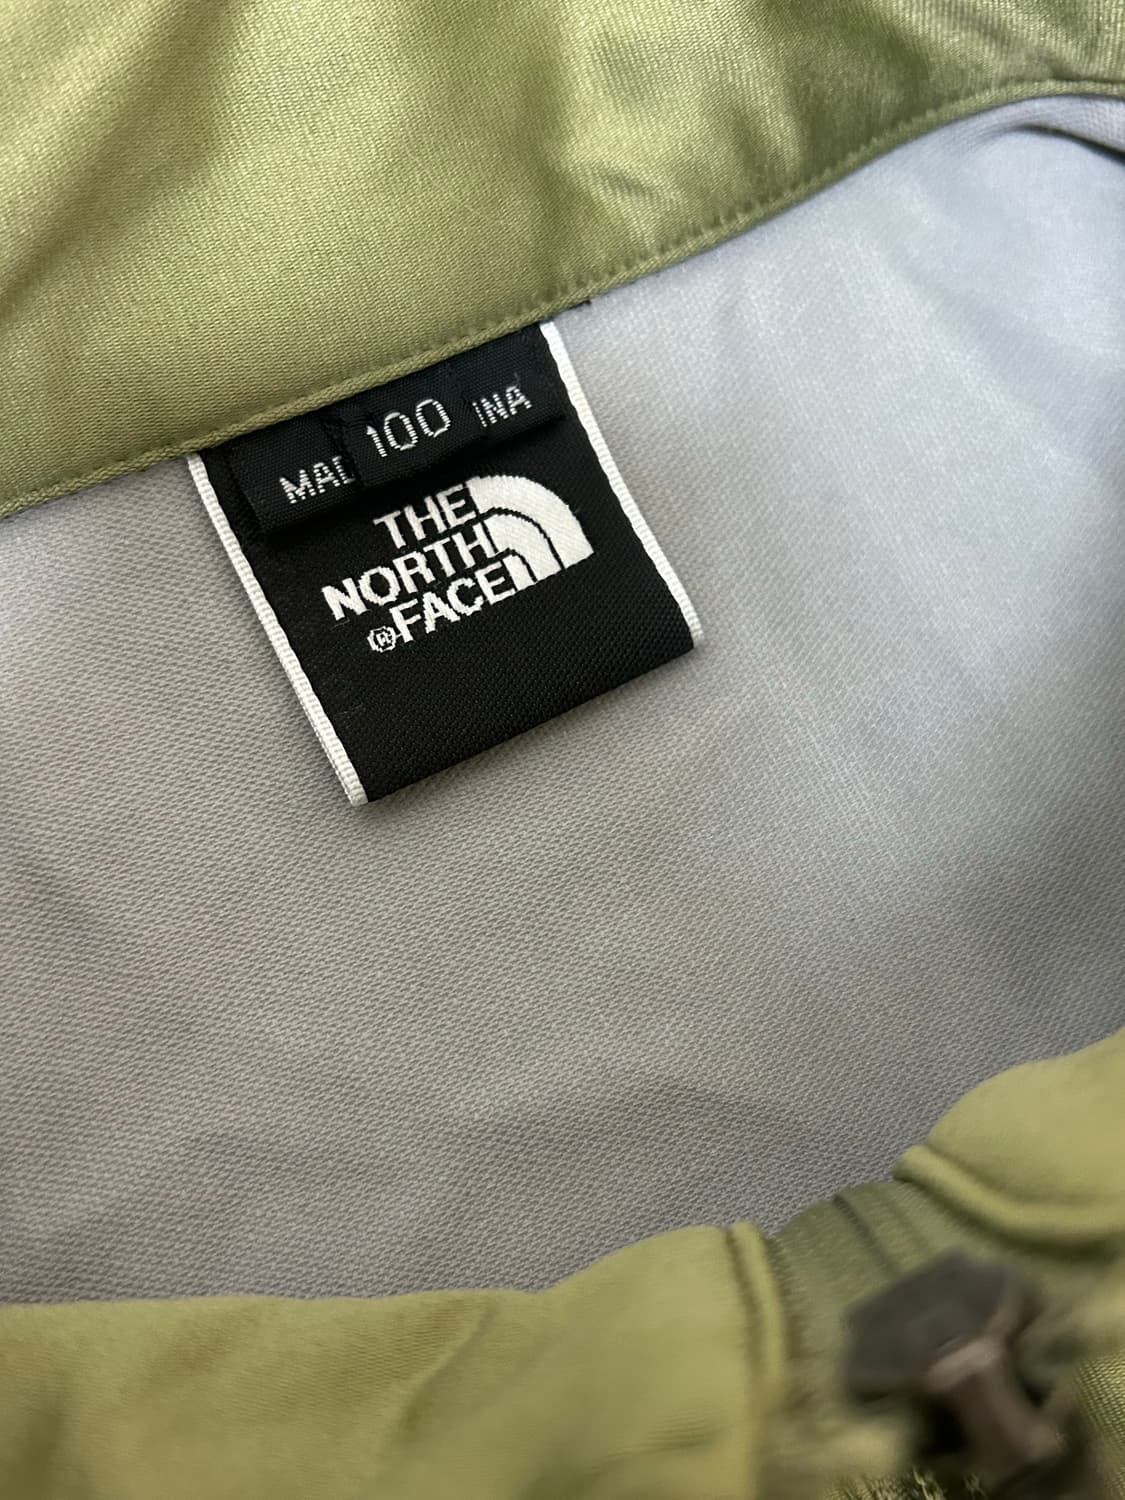 MAD 100 INA
THE
NORTH
®FACE